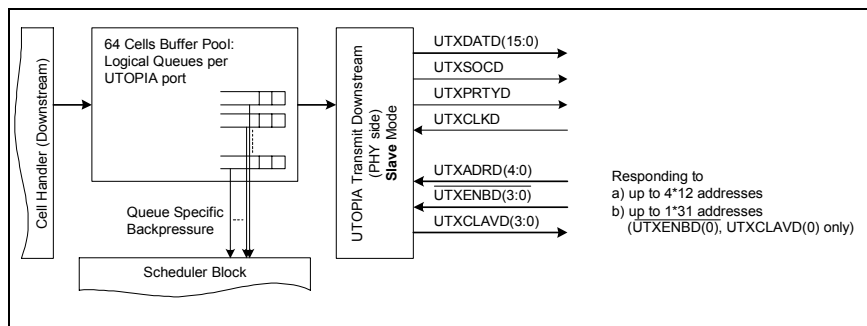 64 Cells Buffer Pool:
Logical Queues per
UTOPIA port
Cell Handler (Downstream)
Queue Specific
Backpressure
Scheduler Block
UTOPIA Transmit Downstream
(PHY side)
Slave Mode
UTXDATD(15:0)
UTXSOCD
UTXPRTYD
UTXCLKD
UTXADRD(4:0)
UTXENBD(3:0)
UTXCLAVD(3:0)
Responding to
a) up to 4*12 addresses
b) up to 1*31 addresses
(UTXENBD(0), UTXCLAVD(0) only)